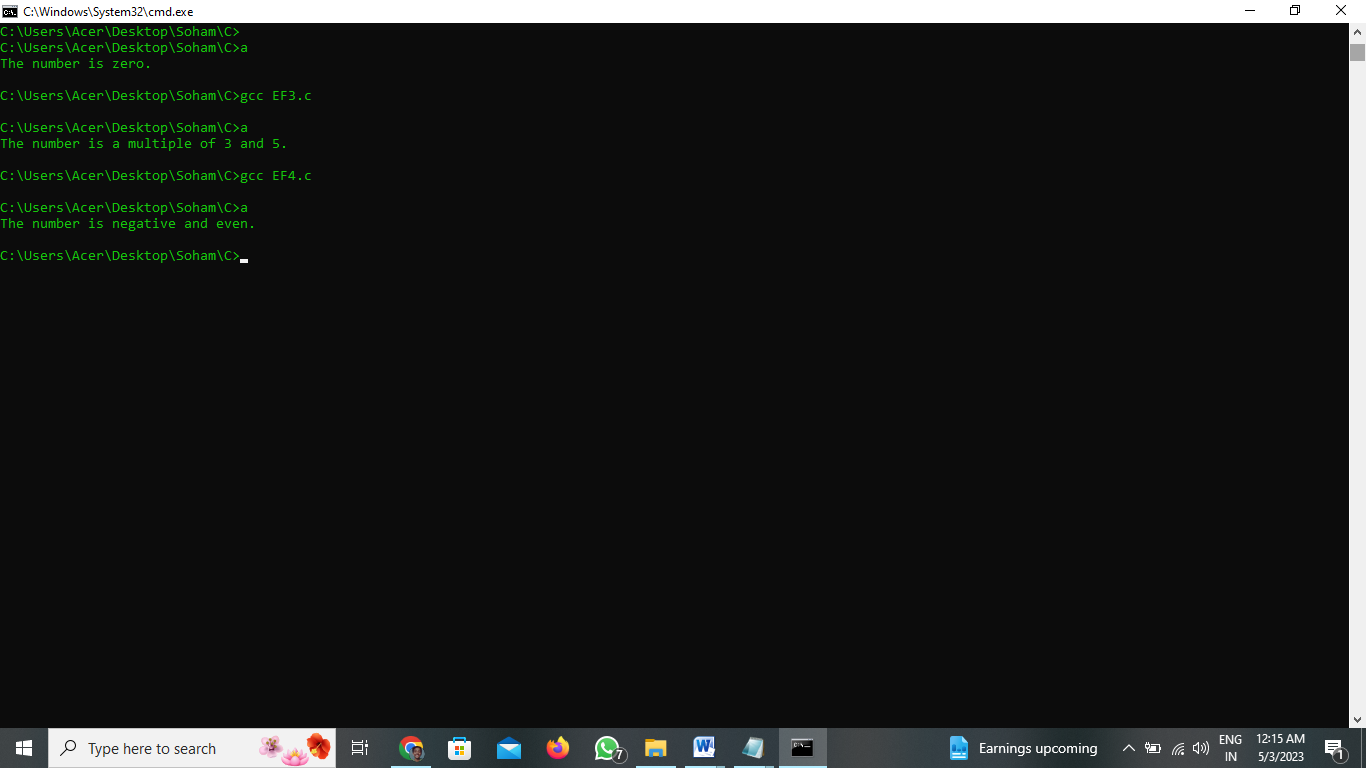 C:\Windows\System32\cmd.exe
C:\Users\Acer\Desktop\Soham\C>
C:\Users\Acer\Desktop\Soham\C>a
The number is zero.
C:\Users\Acer\Desktop\Soham\C>gcc EF3.c
C:\Users\Acer\Desktop\Soham\C>a
The number is a multiple of 3 and 5.
C:\Users\Acer\Desktop\Soham\C>gcc EF4.c
C:\Users\Acer\Desktop\Soham\C>a
The number is negative and even.
C:\Users\Acer\Desktop\Soham\C>
Type here to search
7
W
Earnings upcoming
ENG
IN
12:15 AM
5/3/2023
1